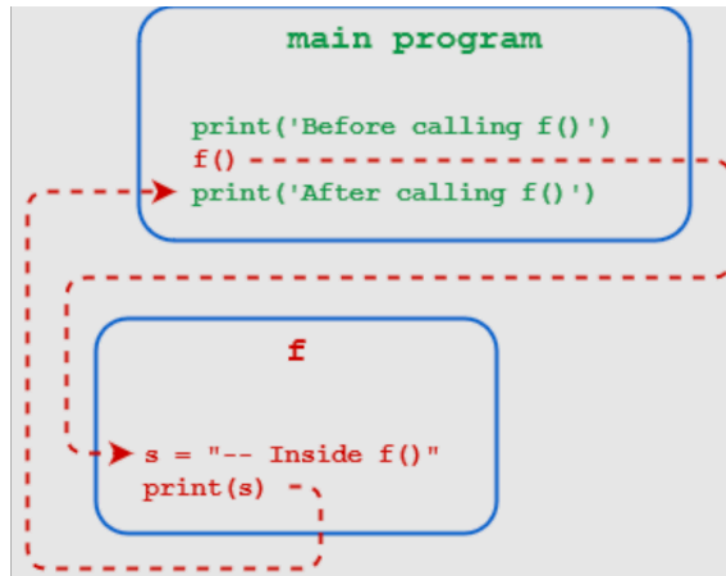 main program
print('Before calling f()')
f()
print('After calling f()')
f
s = "-- Inside f()"
print(s)